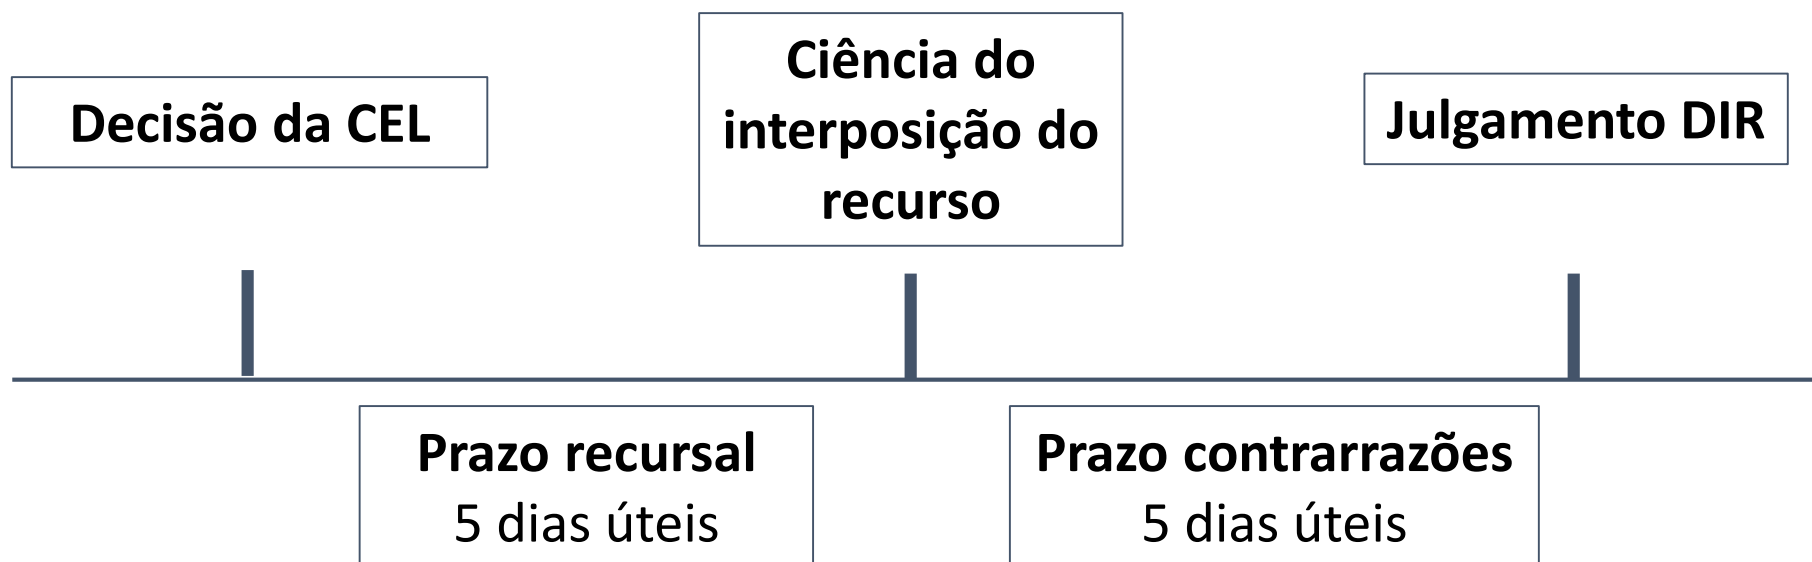 Decisão da CEL
Ciência do
interposição do
recurso
Julgamento DIR
Prazo recursal
5 dias úteis
Prazo contrarrazões
5 dias úteis